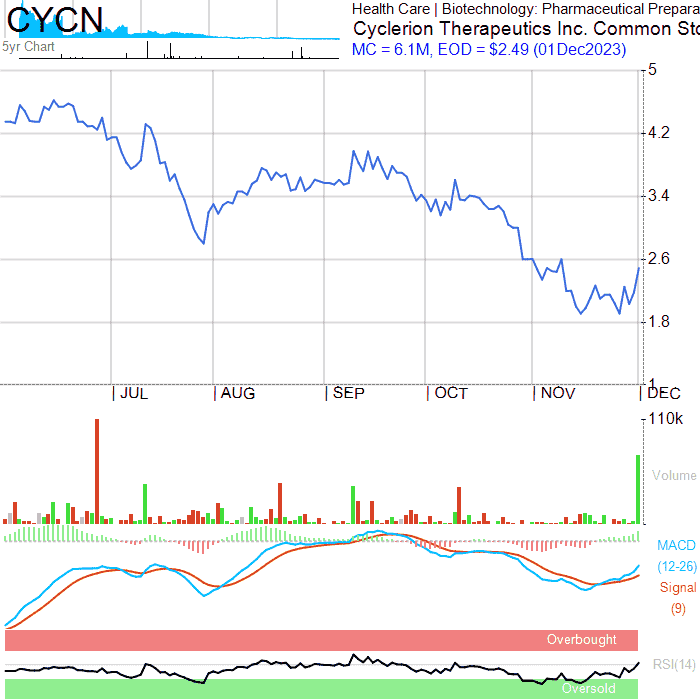 CYCN
5yr Chart
Health Care | Biotechnology: Pharmaceutical Prepara
Cyclerion Therapeutics Inc. Common Sto
MC = 6.1M, EOD = $2.49 (01Dec2023)
5
4.2
3.4
2.6
1.8
1
JUL AUG SEP OCT NOV DEC
110k
Volume
MACD
(12-26)
Signal
(9)
Overbought
RSI(14)
Oversold